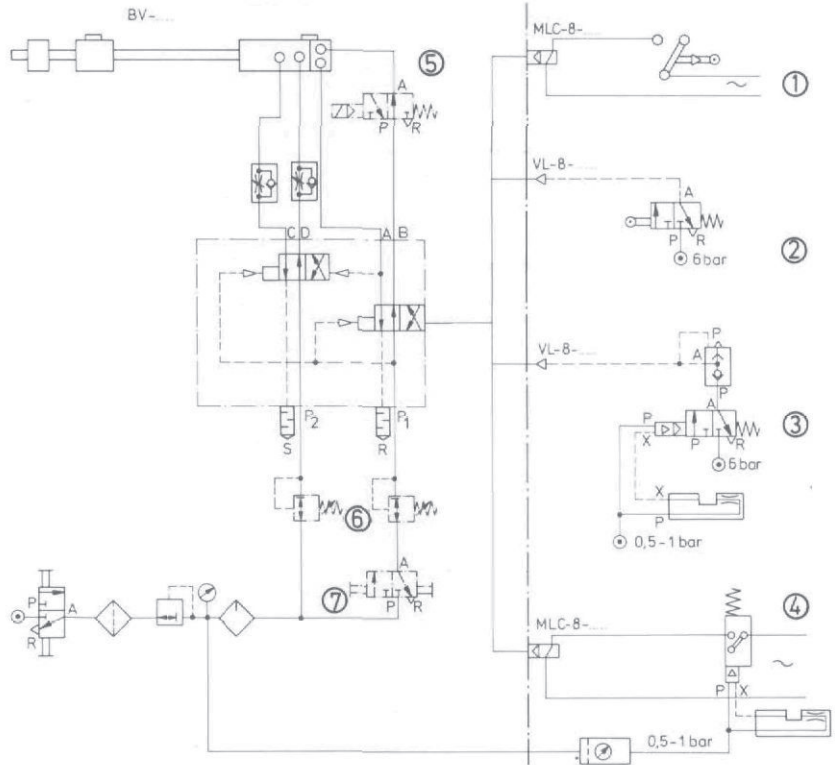 BV-.....
MLC-8-.....
①
⑤
A
P
R
VL-8-.....
A
P
R
6 bar
②
C D
A B
VL-8-.....
P
A
P
③
P
X
A
P
R
6 bar
X
P
0,5-1 bar
P2
P1
S
R
⑥
⑦
A
P
R
P
A
R
④
MLC-8-.....
P X
0,5-1 bar